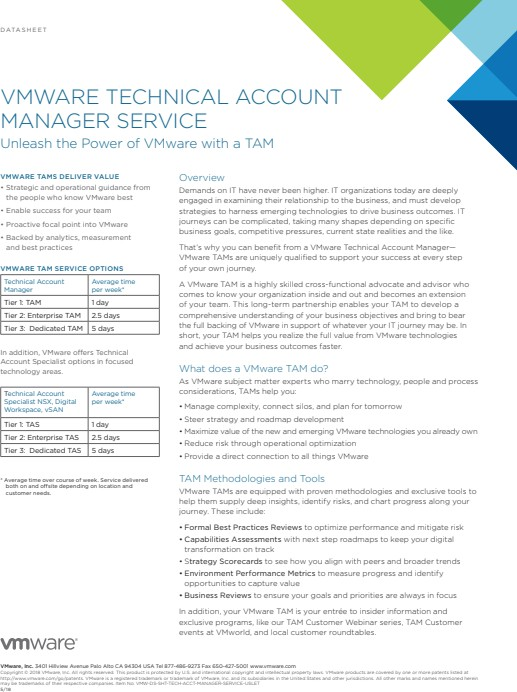 DATASHEET
VMWARE TECHNICAL ACCOUNT
MANAGER SERVICE
Unleash the Power of VMware with a TAM
VMWARE TAMS DELIVER VALUE
• Strategic and operational guidance from
the people who know VMware best
• Enable success for your team
• Proactive focal point into VMware
• Backed by analytics, measurement
and best practices
VMWARE TAM SERVICE OPTIONS
Technical Account Manager | Average time per week*
Tier 1: TAM | 1 day
Tier 2: Enterprise TAM | 2.5 days
Tier 3: Dedicated TAM | 5 days
In addition, VMware offers Technical
Account Specialist options in focused
technology areas.
Technical Account Specialist NSX, Digital Workspace, vSAN | Average time per week*
Tier 1: TAS | 1 day
Tier 2: Enterprise TAS | 2.5 days
Tier 3: Dedicated TAS | 5 days
* Average time over course of week. Service delivered
both on and offsite depending on location and
customer needs.
Overview
Demands on IT have never been higher. IT organizations today are deeply
engaged in examining their relationship to the business, and must develop
strategies to harness emerging technologies to drive business outcomes. IT
journeys can be complicated, taking many shapes depending on specific
business goals, competitive pressures, current state realities and the like.
That's why you can benefit from a VMware Technical Account Manager—
VMware TAMs are uniquely qualified to support your success at every step
of your own journey.
A VMware TAM is a highly skilled cross-functional advocate and advisor who
comes to know your organization inside and out and becomes an extension
of your team. This long-term partnership enables your TAM to develop a
comprehensive understanding of your business objectives and bring to bear
the full backing of VMware in support of whatever your IT journey may be. In
short, your TAM helps you realize the full value from VMware technologies
and achieve your business outcomes faster.
What does a VMware TAM do?
As VMware subject matter experts who marry technology, people and process
considerations, TAMs help you:
• Manage complexity, connect silos, and plan for tomorrow
• Steer strategy and roadmap development
• Maximize value of the new and emerging VMware technologies you already own
• Reduce risk through operational optimization
• Provide a direct connection to all things VMware
TAM Methodologies and Tools
VMware TAMs are equipped with proven methodologies and exclusive tools to
help them supply deep insights, identify risks, and chart progress along your
journey. These include:
• Formal Best Practices Reviews to optimize performance and mitigate risk
• Capabilities Assessments with next step roadmaps to keep your digital
transformation on track
• Strategy Scorecards to see how you align with peers and broader trends
• Environment Performance Metrics to measure progress and identify
opportunities to capture value
• Business Reviews to ensure your goals and priorities are always in focus
In addition, your VMware TAM is your entrée to insider information and
exclusive programs, like our TAM Customer Webinar series, TAM Customer
events at VMworld, and local customer roundtables.
vmware®
VMware, Inc. 3401 Hillview Avenue Palo Alto CA 94304 USA Tel 877-486-9273 Fax 650-427-5001 www.vmware.com
Copyright © 2018 VMware, Inc. All rights reserved. This product is protected by U.S. and international copyright and intellectual property laws. VMware products are covered by one or more patents listed at
http://www.vmware.com/go/patents. VMware is a registered trademark or trademark of VMware, Inc. and its subsidiaries in the United States and other jurisdictions. All other marks and names mentioned herein
may be trademarks of their respective companies. Item No: VMW-DS-SHT-TECH-ACCT-MANAGER-SERVICE-USLET
5/18